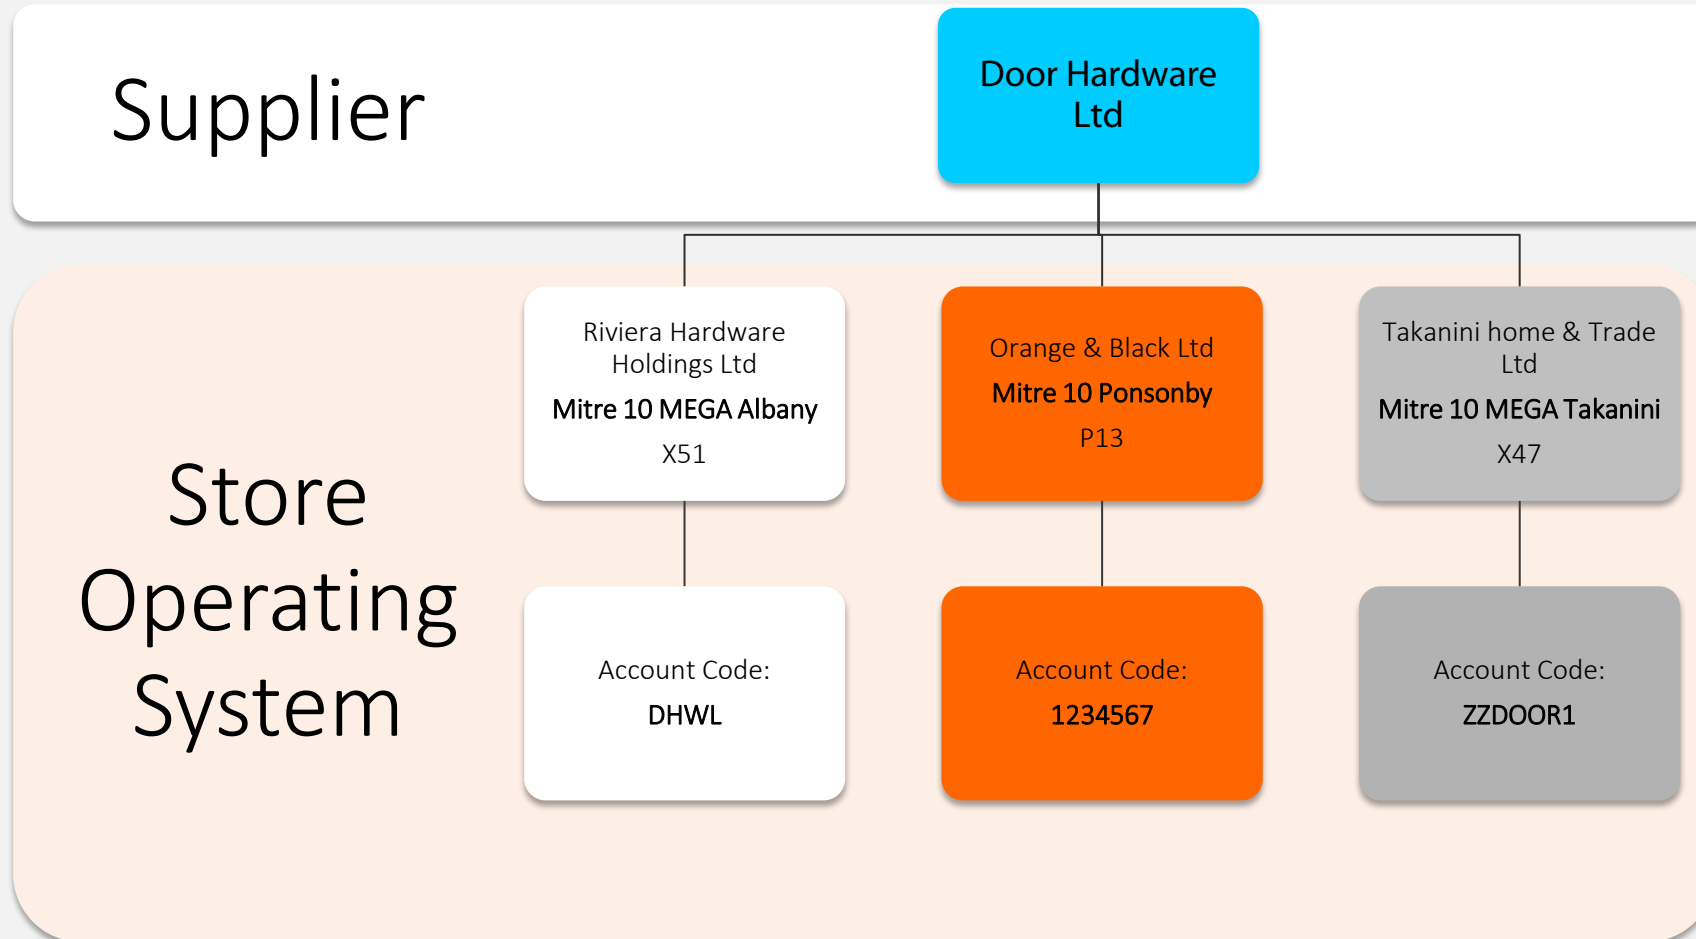 Supplier
Door Hardware
Ltd
Store
Operating
System
Riviera Hardware
Holdings Ltd
Mitre 10 MEGA Albany
X51
Orange & Black Ltd
Mitre 10 Ponsonby
P13
Takanini home & Trade
Ltd
Mitre 10 MEGA Takanini
X47
Account Code:
DHWL
Account Code:
1234567
Account Code:
ZZDOOR1